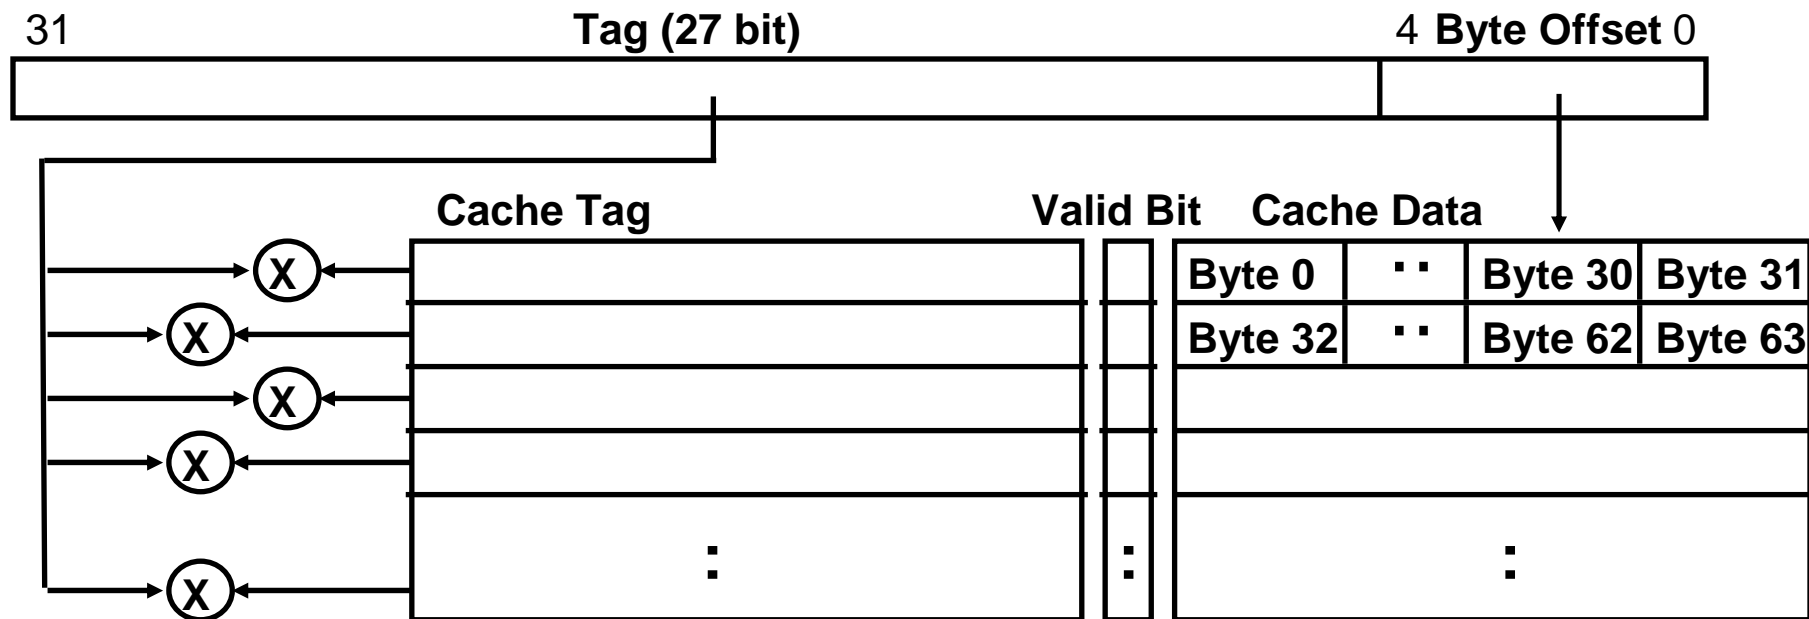 31 Tag (27 bit) 4 Byte Offset 0
Cache Tag Valid Bit Cache Data
X Byte 0 .. Byte 30 Byte 31
X Byte 32 .. Byte 62 Byte 63
X
X
: : :
X